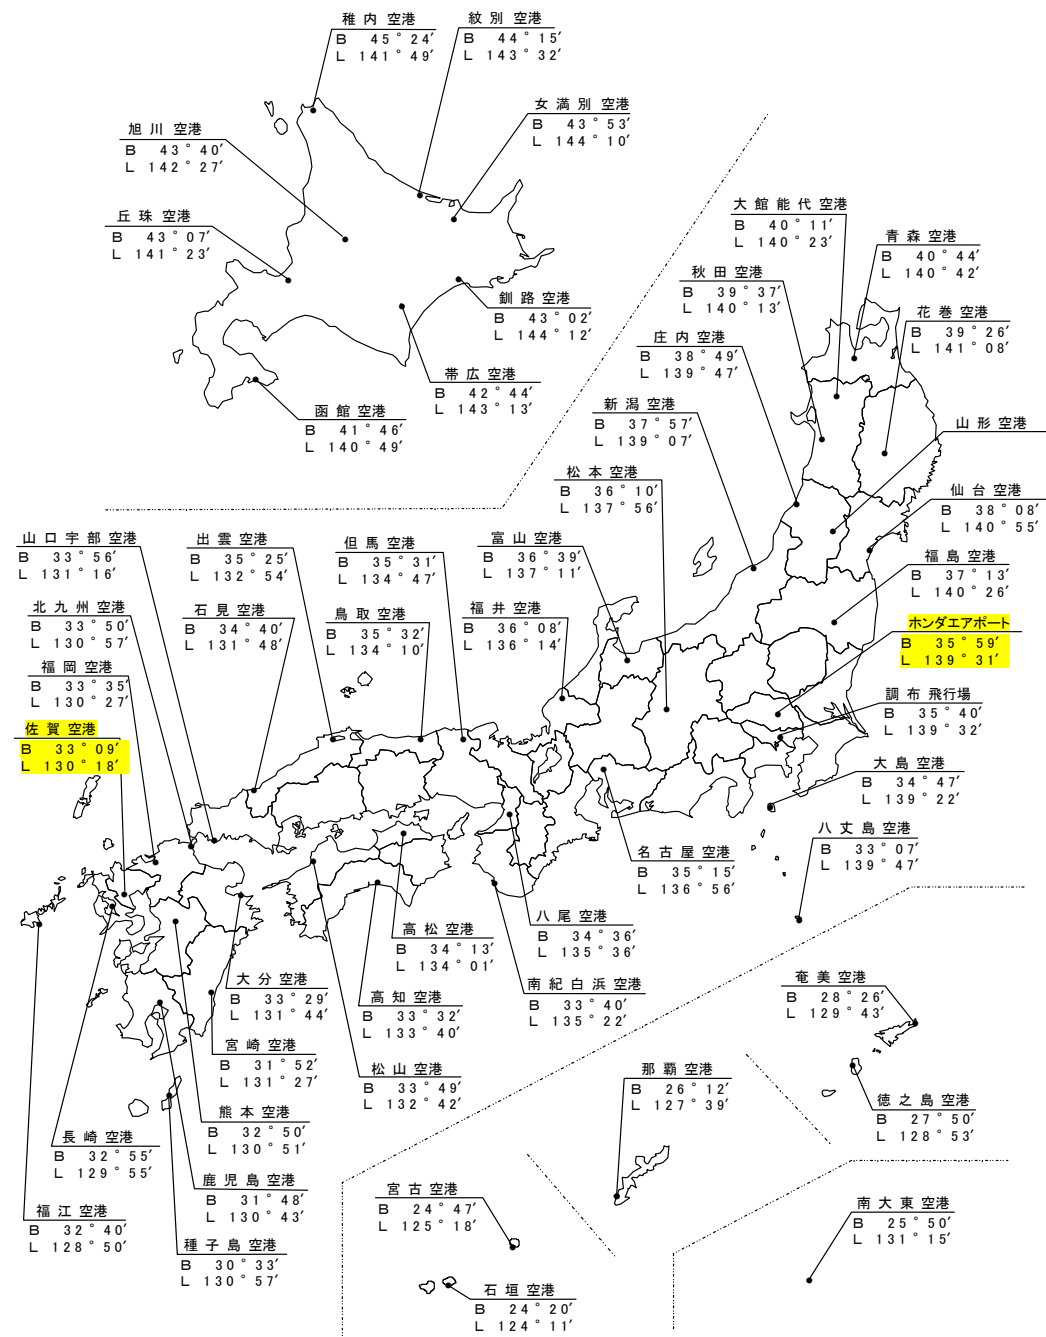 稚内空港
B 45°24′
L 141°49′
紋別空港
B 44°15′
L 143°32′
女満別空港
B 43°53′
L 144°10′
旭川空港
B 43°40′
L 142°27′
丘珠空港
B 43°07′
L 141°23′
釧路空港
B 43°02′
L 144°12′
帯広空港
B 42°44′
L 143°13′
函館空港
B 41°46′
L 140°49′
大館能代空港
B 40°11′
L 140°23′
青森空港
B 40°44′
L 140°42′
秋田空港
B 39°37′
L 140°13′
花巻空港
B 39°26′
L 141°08′
庄内空港
B 38°49′
L 139°47′
新潟空港
B 37°57′
L 139°07′
山形空港
松本空港
B 36°10′
L 137°56′
仙台空港
B 38°08′
L 140°55′
山口宇部空港
B 33°56′
L 131°16′
出雲空港
B 35°25′
L 132°54′
但馬空港
B 35°31′
L 134°47′
富山空港
B 36°39′
L 137°11′
福島空港
B 37°13′
L 140°26′
北九州空港
B 33°50′
L 130°57′
石見空港
B 34°40′
L 131°48′
鳥取空港
B 35°32′
L 134°10′
福井空港
B 36°08′
L 136°14′
ホンダエアポート
B 35°59′
L 139°31′
福岡空港
B 33°35′
L 130°27′
調布飛行場
B 35°40′
L 139°32′
佐賀空港
B 33°09′
L 130°18′
大島空港
B 34°47′
L 139°22′
八丈島空港
B 33°07′
L 139°47′
名古屋空港
B 35°15′
L 136°56′
八尾空港
B 34°36′
L 135°36′
高松空港
B 34°13′
L 134°01′
南紀白浜空港
B 33°40′
L 135°22′
大分空港
B 33°29′
L 131°44′
高知空港
B 33°32′
L 133°40′
奄美空港
B 28°26′
L 129°43′
宮崎空港
B 31°52′
L 131°27′
松山空港
B 33°49′
L 132°42′
那覇空港
B 26°12′
L 127°39′
徳之島空港
B 27°50′
L 128°53′
熊本空港
B 32°50′
L 130°51′
長崎空港
B 32°55′
L 129°55′
鹿児島空港
B 31°48′
L 130°43′
宮古空港
B 24°47′
L 125°18′
南大東空港
B 25°50′
L 131°15′
福江空港
B 32°40′
L 128°50′
種子島空港
B 30°33′
L 130°57′
石垣空港
B 24°20′
L 124°11′